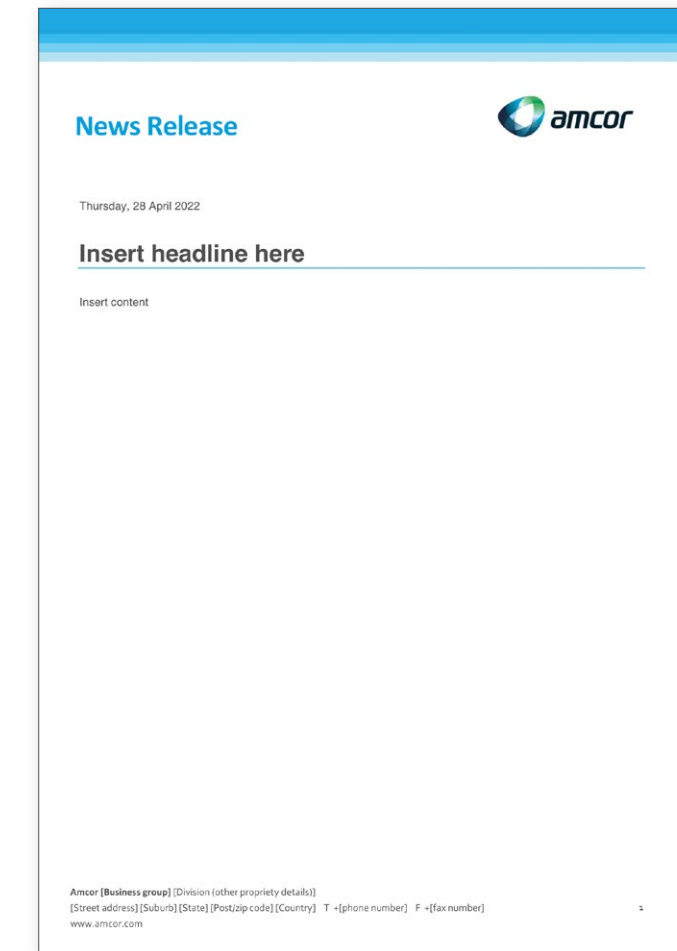 News Release
amcor
Thursday, 28 April 2022
Insert headline here
Insert content
Amcor [Business group] [Division (other propriety details)]
[Street address] [Suburb] [State] [Post/zip code] [Country] T +[phone number] F +[fax number]
1
www.amcor.com